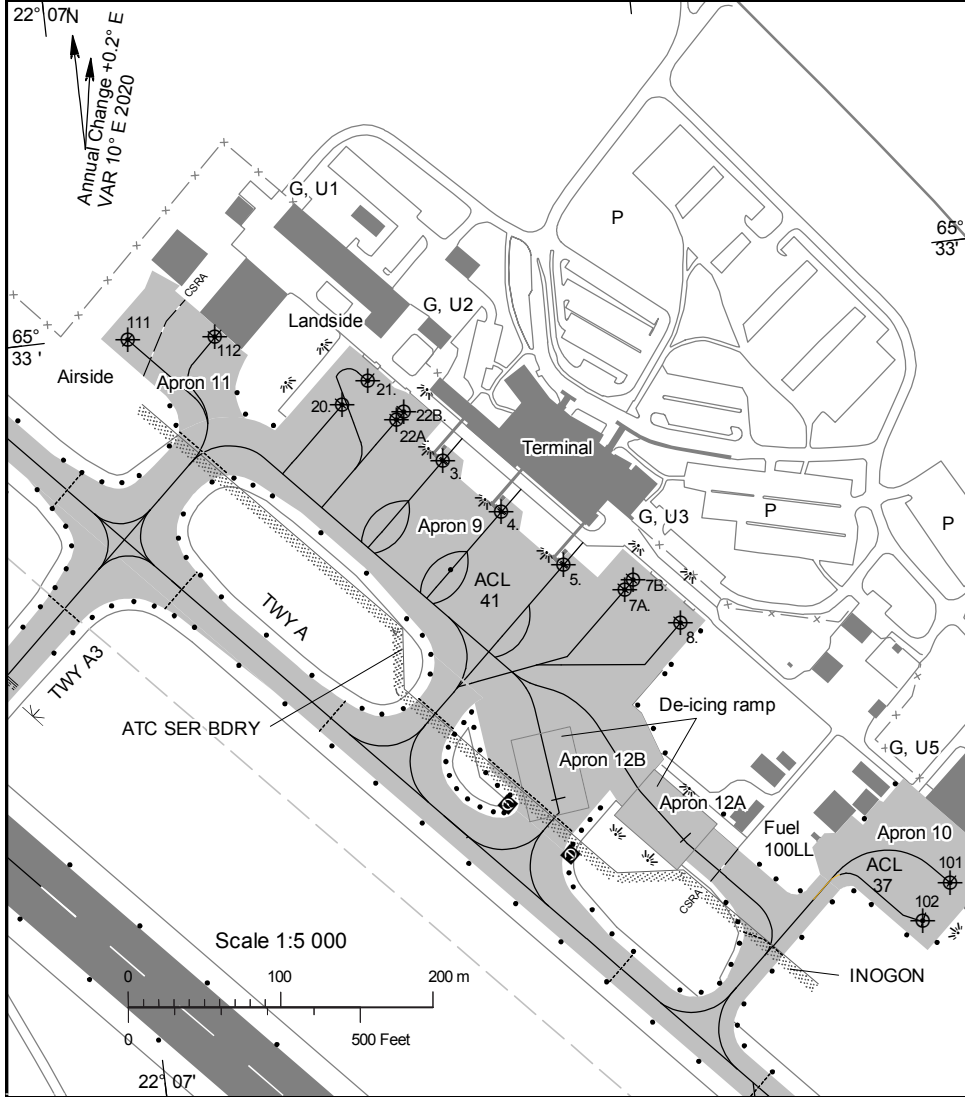 22° 07'N
Annual Change +0.2° E
VAR 10° E 2020
G, U1
P
65°
33'
CSRA
G, U2
Landside
111
112
65°
33 '
Airside
Apron 11
21.
20.
22B.
22A.
Terminal
3.
Apron 9
4.
G, U3
P
P
5.
ACL
41
7B.
7A.
TWY A
8.
TWY A3
De-icing ramp
ATC SER BDRY
G, U5
Apron 12B
Apron 12A
Fuel
100LL
Apron 10
ACL
37
101
102
CSRA
Scale 1:5 000
INOGON
0
100
200 m
0
500 Feet
22° 07'